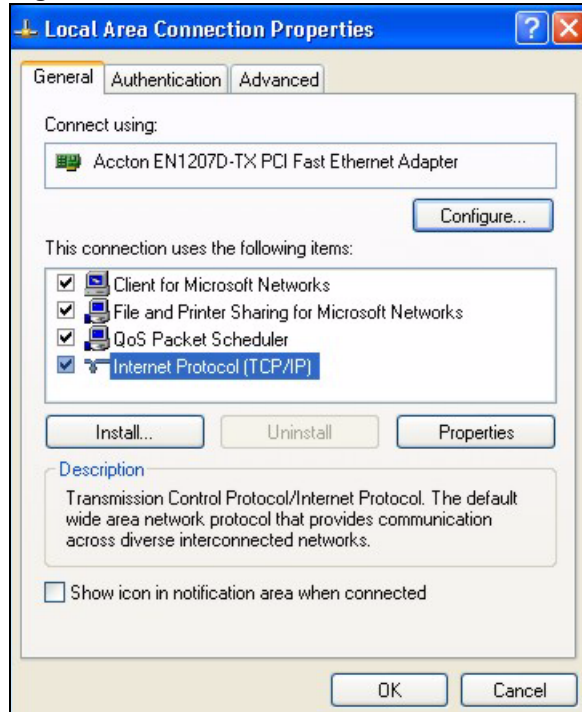 Local Area Connection Properties
General Authentication Advanced
Connect using:
Accton EN1207D-TX PCI Fast Ethernet Adapter
Configure...
This connection uses the following items:
Client for Microsoft Networks
File and Printer Sharing for Microsoft Networks
QoS Packet Scheduler
Internet Protocol (TCP/IP)
Install... Uninstall Properties
Description
Transmission Control Protocol/Internet Protocol. The default
wide area network protocol that provides communication
across diverse interconnected networks.
Show icon in notification area when connected
OK Cancel